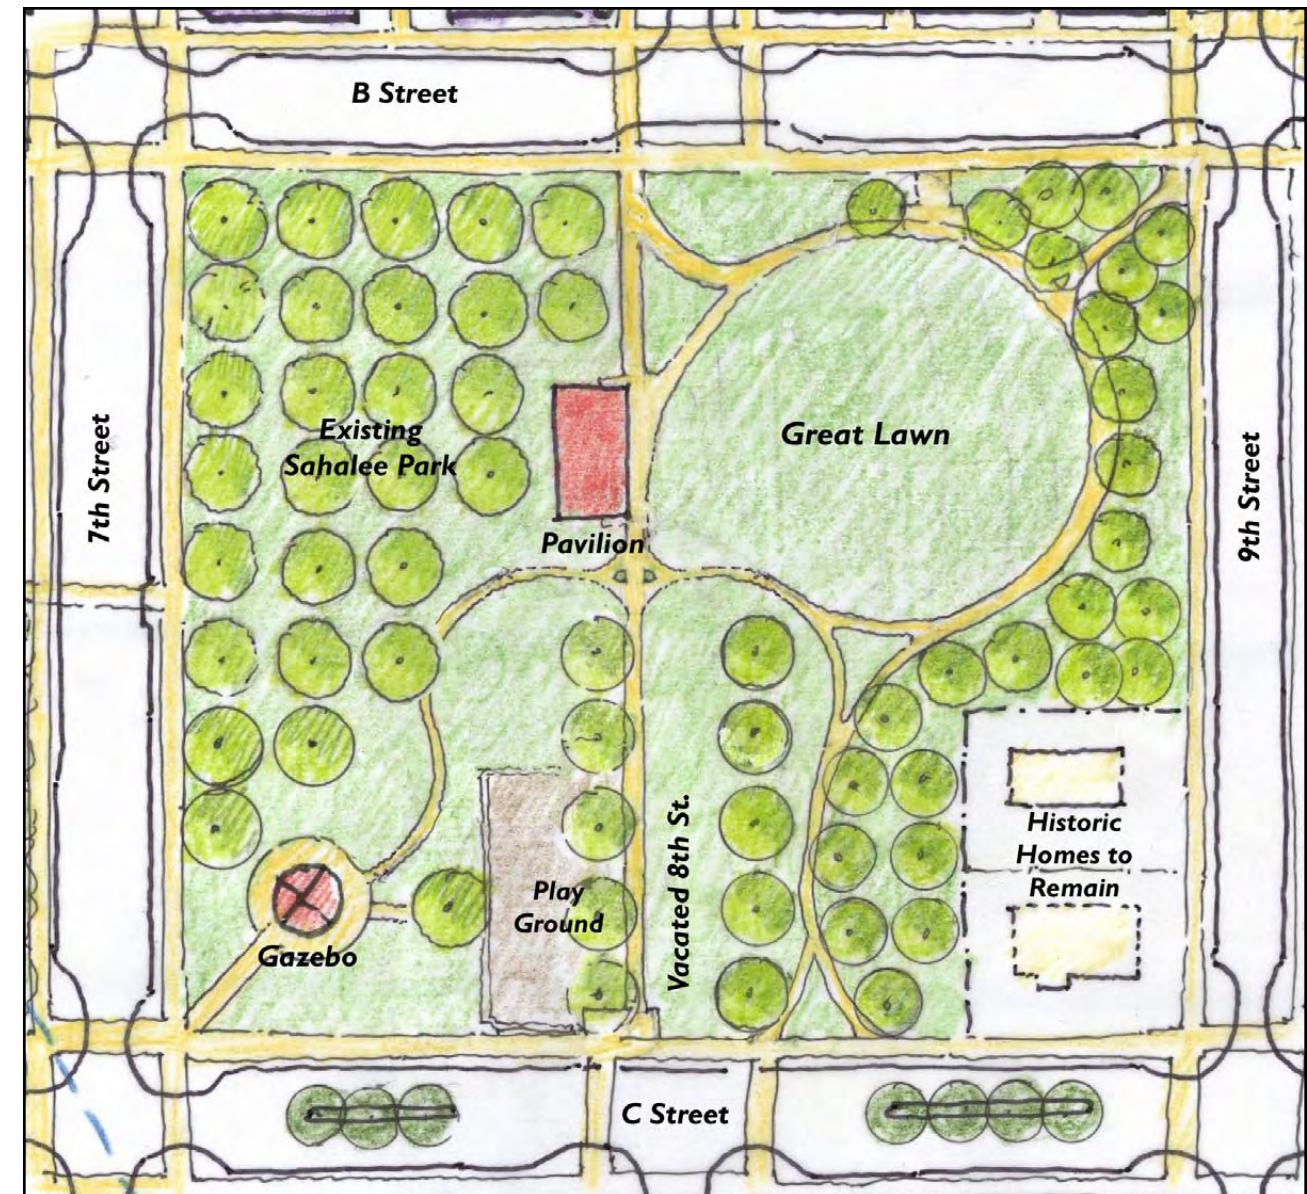 B Street
7th Street
Existing
Sahalee Park
Great Lawn
9th Street
Pavilion
Vacated 8th St.
Historic
Homes to
Remain
Play
Ground
Gazebo
C Street